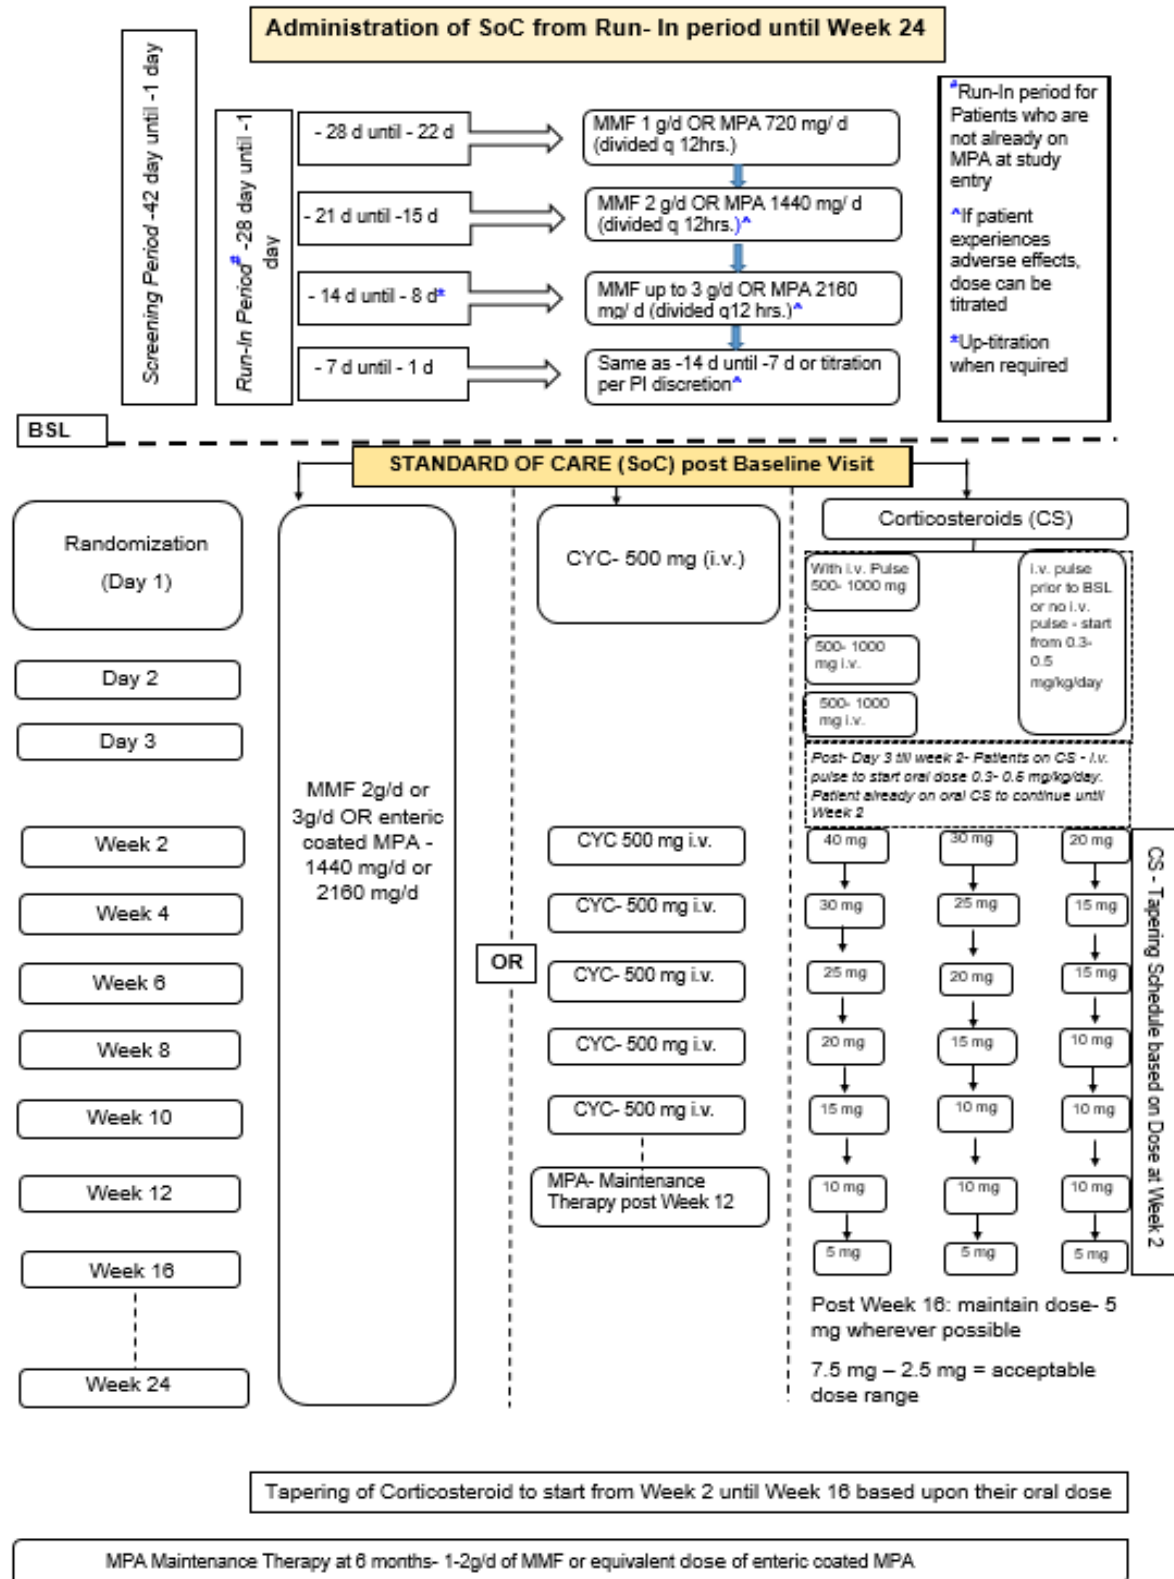 Administration of SoC from Run- In period until Week 24
Screening Period -42 day until -1 day
Run-In Period# -28 day until -1
day
- 28 d until - 22 d
MMF 1 g/d OR MPA 720 mg/ d
(divided q 12hrs.)
- 21 d until -15 d
MMF 2 g/d OR MPA 1440 mg/ d
(divided q 12hrs.)^
- 14 d until - 8 d*
MMF up to 3 g/d OR MPA 2160
mg/ d (divided q12 hrs.)^
- 7 d until - 1 d
Same as -14 d until -7 d or titration
per PI discretion^
#Run-In period for
Patients who are
not already on
MPA at study
entry
^If patient
experiences
adverse effects,
dose can be
titrated
*Up-titration
when required
BSL
STANDARD OF CARE (SoC) post Baseline Visit
Randomization
(Day 1)
Day 2
Day 3
Week 2
Week 4
Week 6
Week 8
Week 10
Week 12
Week 16
Week 24
MMF 2g/d or
3g/d OR enteric
coated MPA -
1440 mg/d or
2160 mg/d
OR
CYC- 500 mg (i.v.)
CYC 500 mg i.v.
CYC- 500 mg i.v.
CYC- 500 mg i.v.
CYC- 500 mg i.v.
CYC- 500 mg i.v.
MPA- Maintenance
Therapy post Week 12
Corticosteroids (CS)
With i.v. Pulse
500- 1000 mg
500- 1000
mg i.v.
500- 1000
mg i.v.
i.v. pulse
prior to BSL
or no i.v.
pulse - start
from 0.3-
0.5
mg/kg/day
Post- Day 3 till week 2- Patients on CS - i.v.
pulse to start oral dose 0.3- 0.5 mg/kg/day.
Patient already on oral CS to continue until
Week 2
40 mg 30 mg 20 mg
30 mg 25 mg 15 mg
25 mg 20 mg 15 mg
20 mg 15 mg 10 mg
15 mg 10 mg 10 mg
10 mg 10 mg 10 mg
5 mg 5 mg 5 mg
CS - Tapering Schedule based on Dose at Week 2
Post Week 16: maintain dose- 5
mg wherever possible
7.5 mg – 2.5 mg = acceptable
dose range
Tapering of Corticosteroid to start from Week 2 until Week 16 based upon their oral dose
MPA Maintenance Therapy at 6 months- 1-2g/d of MMF or equivalent dose of enteric coated MPA